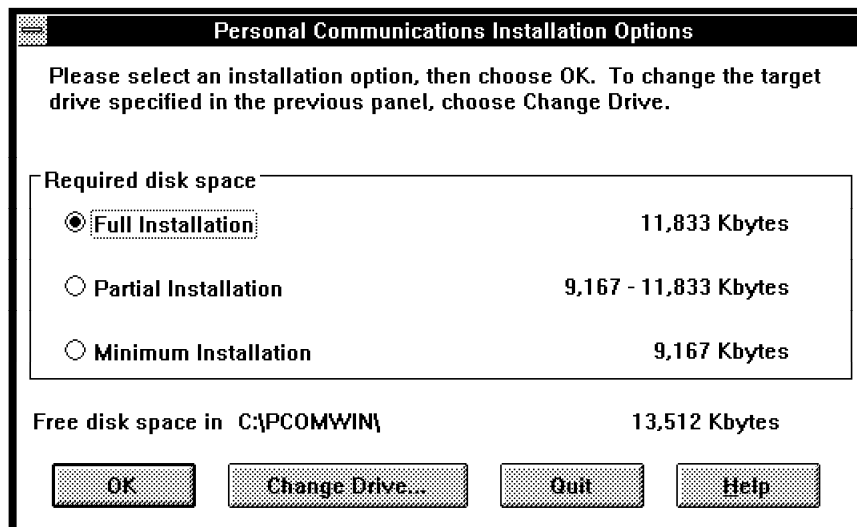 Personal Communications Installation Options
Please select an installation option, then choose OK. To change the target
drive specified in the previous panel, choose Change Drive.
Required disk space
Full Installation 11,833 Kbytes
Partial Installation 9,167 - 11,833 Kbytes
Minimum Installation 9,167 Kbytes
Free disk space in C:\PCOMWIN\ 13,512 Kbytes
OK Change Drive... Quit Help